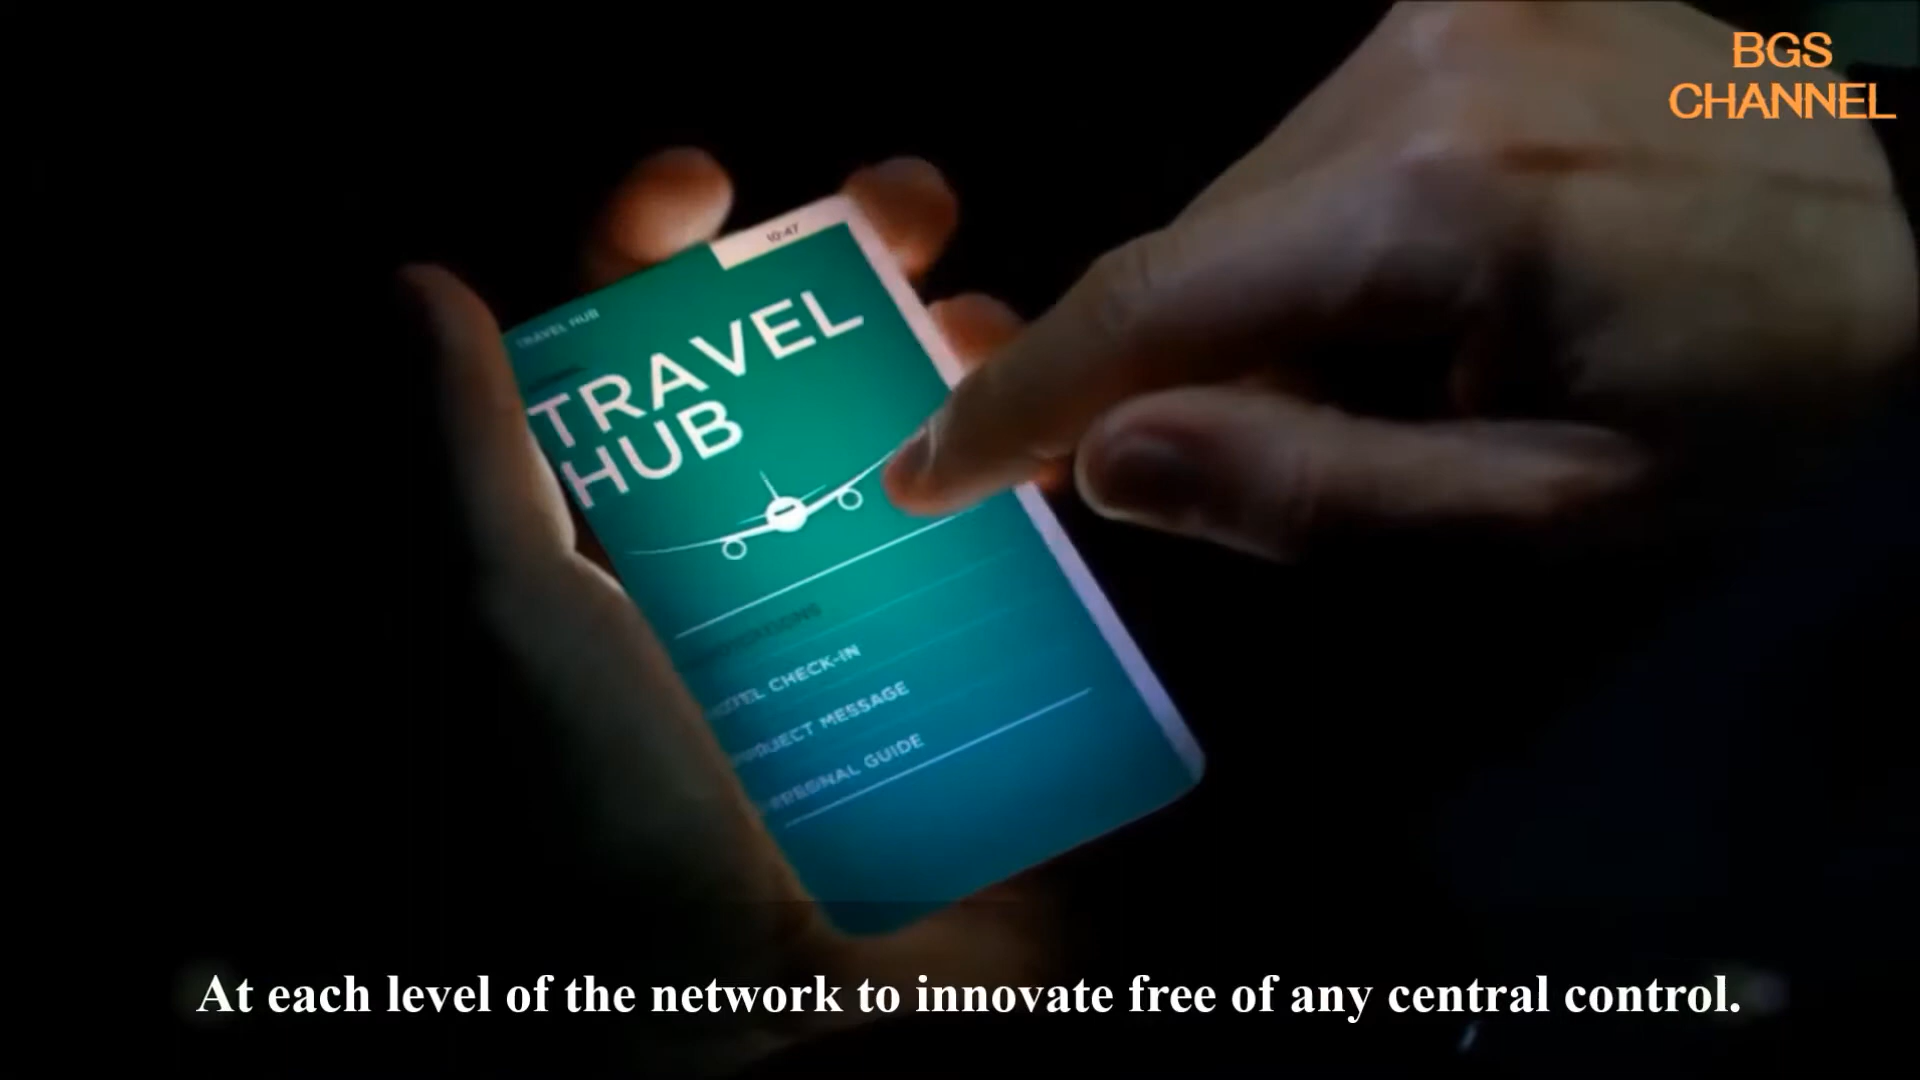 BGS
CHANNEL
10:47
TRAVEL HUB
TRAVEL
HUB
HOTEL CHECK-IN
PROJECT MESSAGE
PERSONAL GUIDE
At each level of the network to innovate free of any central control.